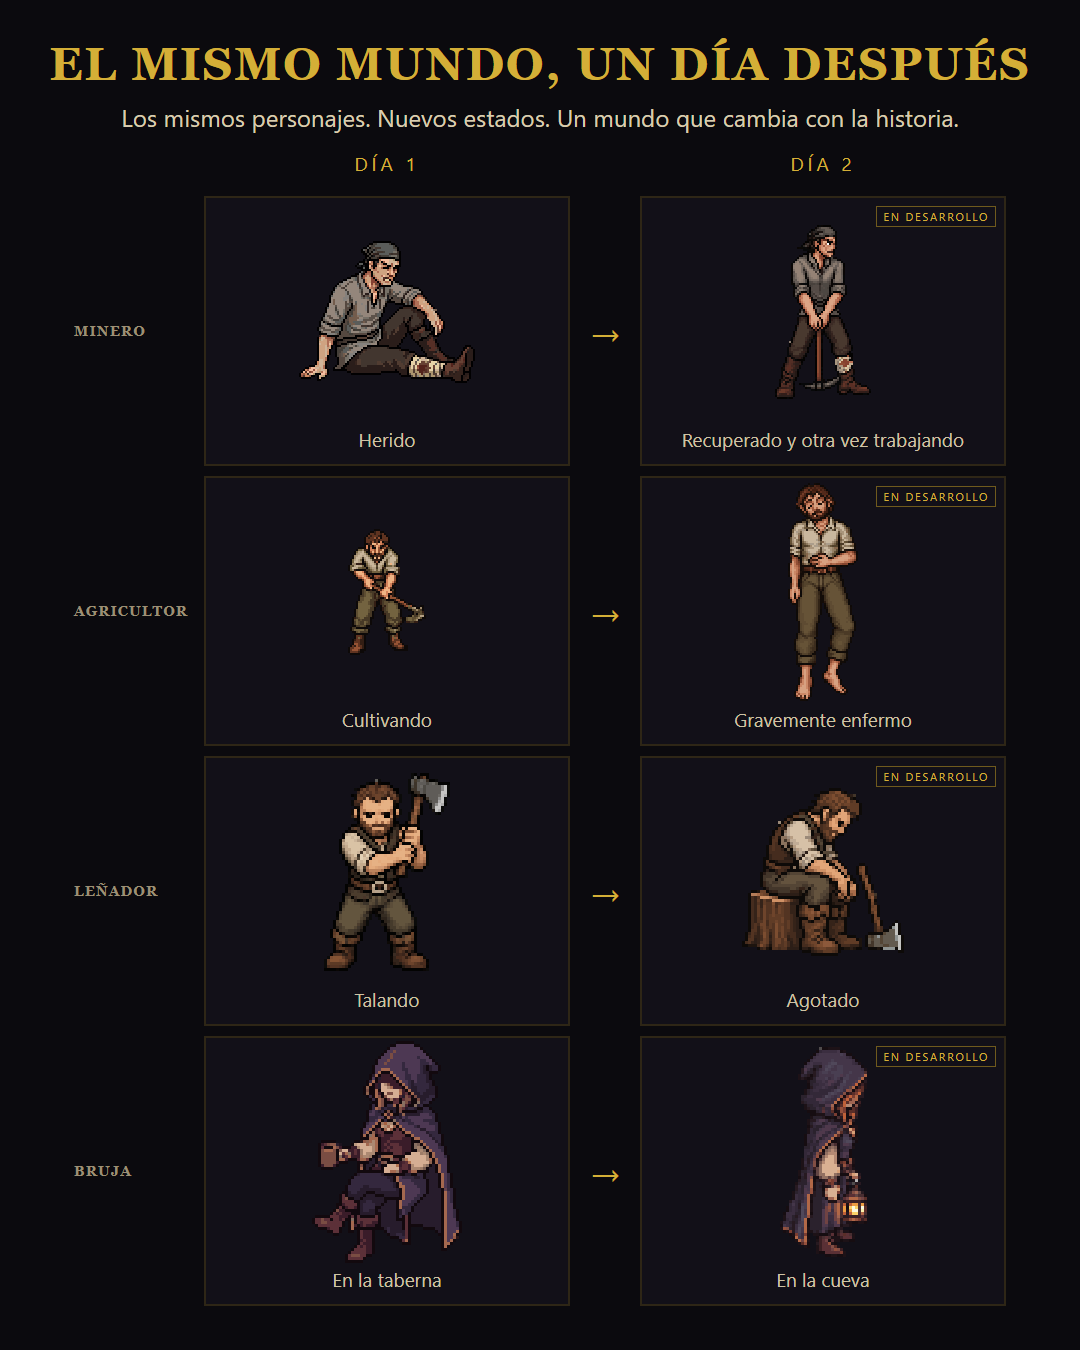 EL MISMO MUNDO, UN DÍA DESPUÉS
Los mismos personajes. Nuevos estados. Un mundo que cambia con la historia.
DÍA 1
DÍA 2
MINERO
Herido
→
EN DESARROLLO
Recuperado y otra vez trabajando
AGRICULTOR
Cultivando
→
EN DESARROLLO
Gravemente enfermo
LEÑADOR
Talando
→
EN DESARROLLO
Agotado
BRUJA
En la taberna
→
EN DESARROLLO
En la cueva